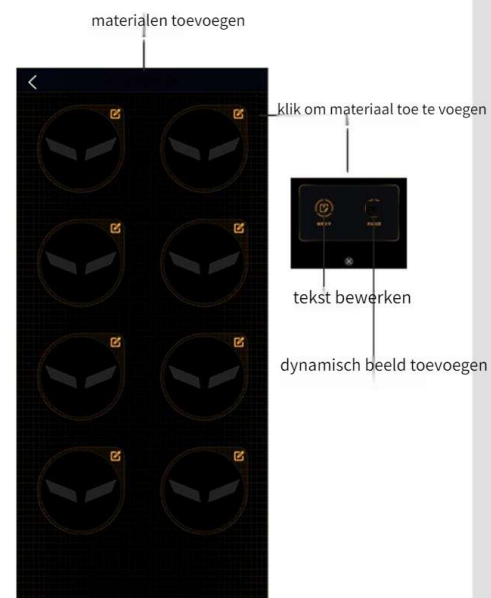 materialen toevoegen
klik om materiaal toe te voegen
tekst bewerken
dynamisch beeld toevoegen